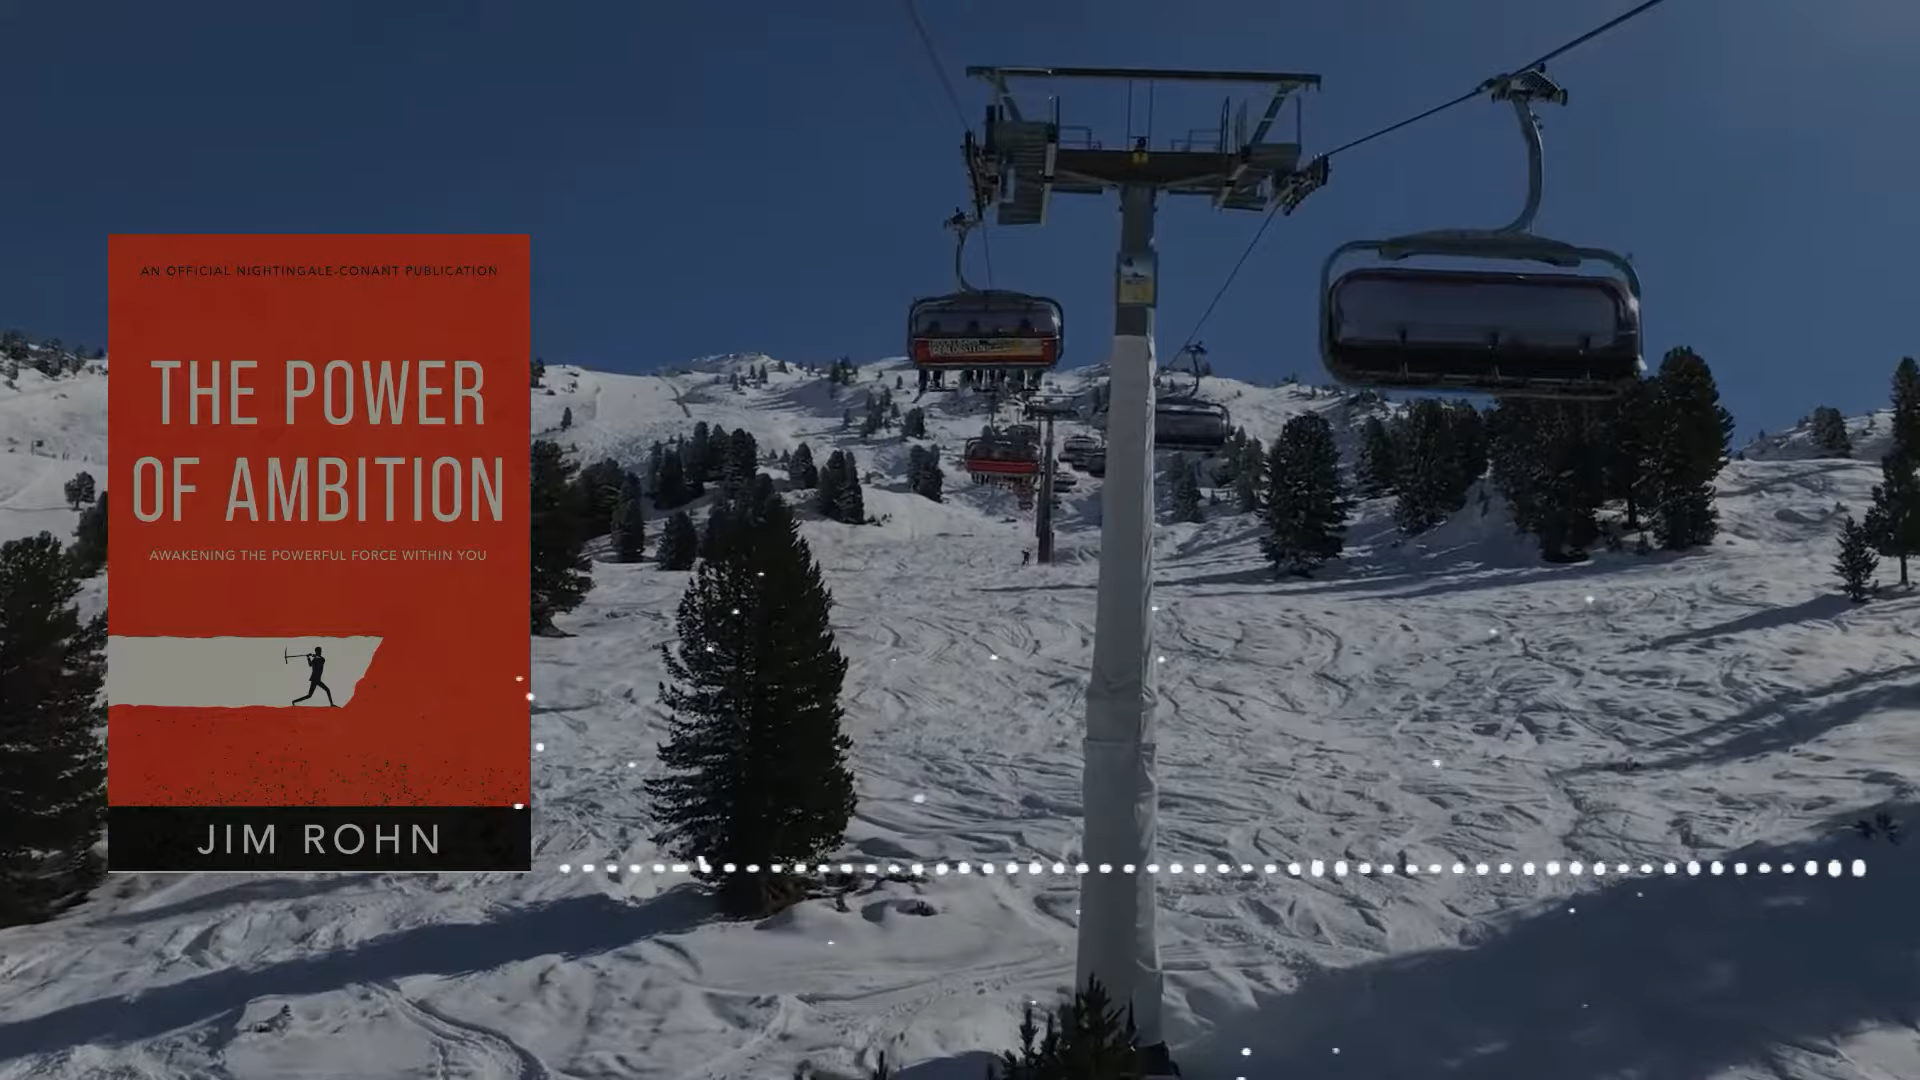 AN OFFICIAL NIGHTINGALE-CONANT PUBLICATION
THE POWER
OF AMBITION
AWAKENING THE POWERFUL FORCE WITHIN YOU
JIM ROHN